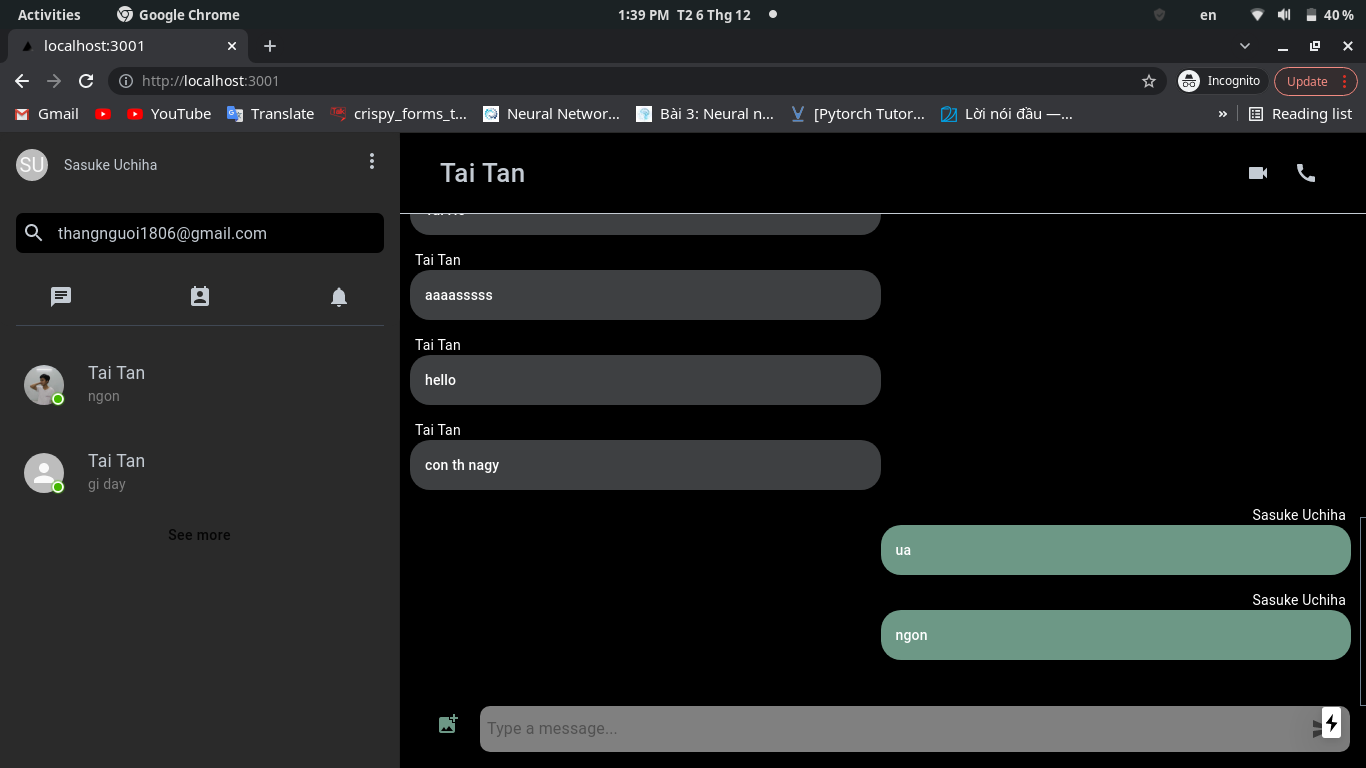 Activities Google Chrome 1:39 PM T2 6 Thg 12 en 40 %
localhost:3001
http://localhost:3001 Incognito Update
Gmail YouTube Translate crispy_forms_t... Neural Networ... Bài 3: Neural n... [Pytorch Tutor... Lời nói đầu —... » Reading list
SU Sasuke Uchiha
thangnguoi1806@gmail.com
Tai Tan
ngon
Tai Tan
gi day
See more
Tai Tan
Tai Tan
aaaasssss
Tai Tan
hello
Tai Tan
con th nagy
Sasuke Uchiha
ua
Sasuke Uchiha
ngon
Type a message...